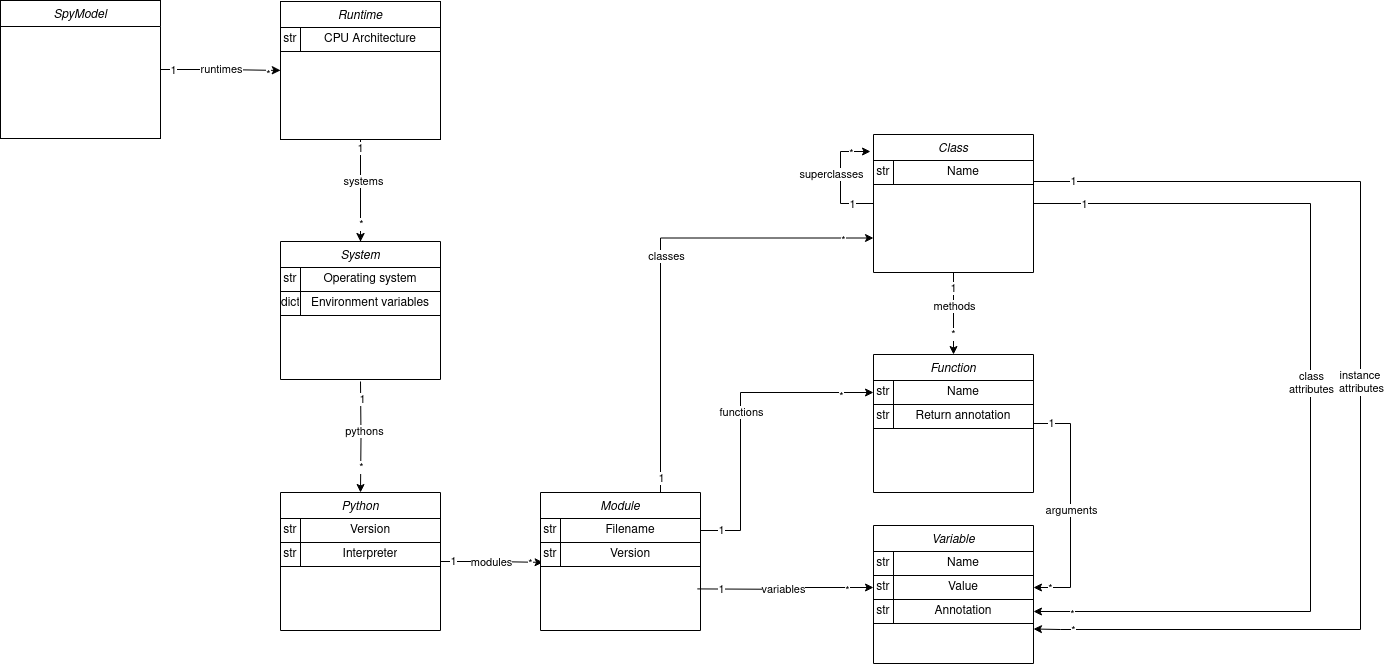 SpyModel
Runtime
str CPU Architecture
1 runtimes *
1
systems
*
System
str Operating system
dict Environment variables
1
pythons
*
Python
str Version
str Interpreter
1 modules *
Module
str Filename
str Version
1
classes
*
1
functions
*
1 variables *
Class
str Name
*
superclasses
1
1
1
1
methods
*
Function
str Name
str Return annotation
1
arguments
*
Variable
str Name
str Value
str Annotation
class
attributes
*
instance
attributes
*